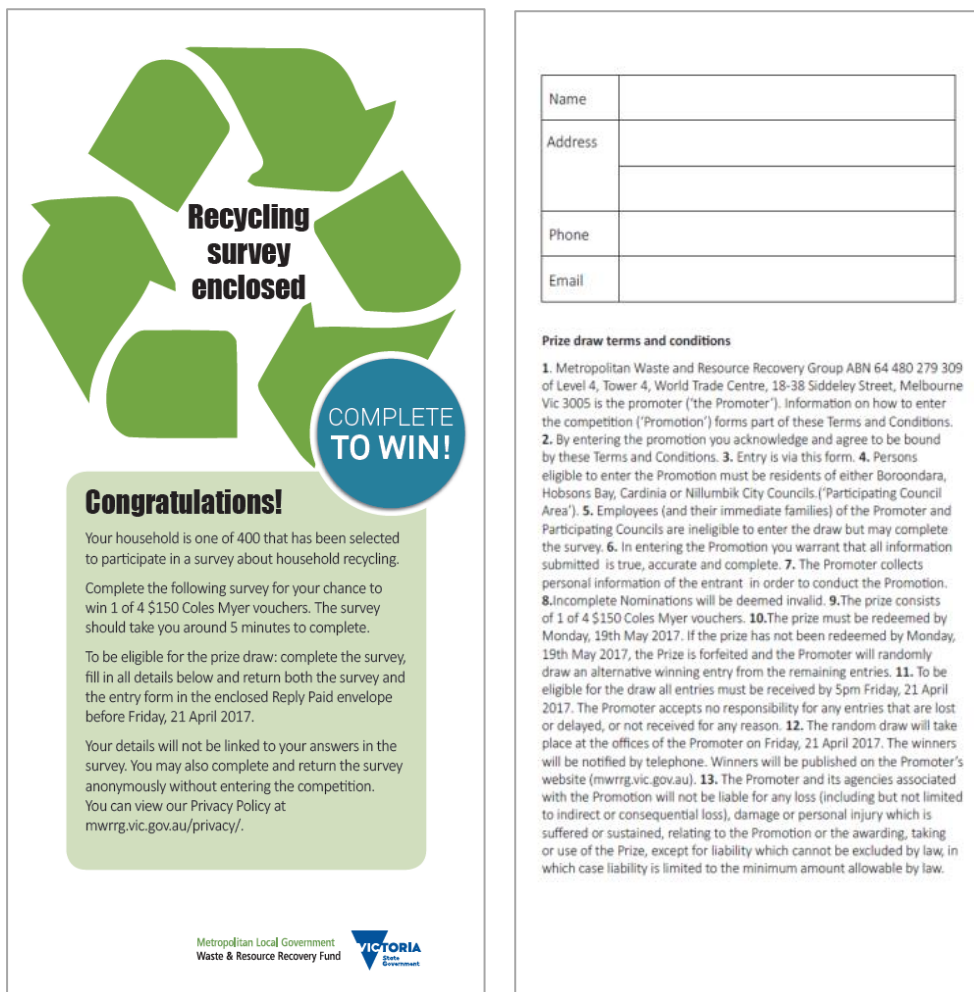 Recycling
survey
enclosed
COMPLETE
TO WIN!
Congratulations!
Your household is one of 400 that has been selected
to participate in a survey about household recycling.
Complete the following survey for your chance to
win 1 of 4 $150 Coles Myer vouchers. The survey
should take you around 5 minutes to complete.
To be eligible for the prize draw: complete the survey,
fill in all details below and return both the survey and
the entry form in the enclosed Reply Paid envelope
before Friday, 21 April 2017.
Your details will not be linked to your answers in the
survey. You may also complete and return the survey
anonymously without entering the competition.
You can view our Privacy Policy at
mwrrg.vic.gov.au/privacy/.
Metropolitan Local Government
Waste & Resource Recovery Fund
VICTORIA
State
Government
Name
Address
Phone
Email
Prize draw terms and conditions
1. Metropolitan Waste and Resource Recovery Group ABN 64 480 279 309
of Level 4, Tower 4, World Trade Centre, 18-38 Siddeley Street, Melbourne
Vic 3005 is the promoter (‘the Promoter’). Information on how to enter
the competition (‘Promotion’) forms part of these Terms and Conditions.
2. By entering the promotion you acknowledge and agree to be bound
by these Terms and Conditions. 3. Entry is via this form. 4. Persons
eligible to enter the Promotion must be residents of either Boroondara,
Hobsons Bay, Cardinia or Nillumbik City Councils.(‘Participating Council
Area’). 5. Employees (and their immediate families) of the Promoter and
Participating Councils are ineligible to enter the draw but may complete
the survey. 6. In entering the Promotion you warrant that all information
submitted is true, accurate and complete. 7. The Promoter collects
personal information of the entrant in order to conduct the Promotion.
8.Incomplete Nominations will be deemed invalid. 9.The prize consists
of 1 of 4 $150 Coles Myer vouchers. 10.The prize must be redeemed by
Monday, 19th May 2017. If the prize has not been redeemed by Monday,
19th May 2017, the Prize is forfeited and the Promoter will randomly
draw an alternative winning entry from the remaining entries. 11. To be
eligible for the draw all entries must be received by 5pm Friday, 21 April
2017. The Promoter accepts no responsibility for any entries that are lost
or delayed, or not received for any reason. 12. The random draw will take
place at the offices of the Promoter on Friday, 21 April 2017. The winners
will be notified by telephone. Winners will be published on the Promoter’s
website (mwrrg.vic.gov.au). 13. The Promoter and its agencies associated
with the Promotion will not be liable for any loss (including but not limited
to indirect or consequential loss), damage or personal injury which is
suffered or sustained, relating to the Promotion or the awarding, taking
or use of the Prize, except for liability which cannot be excluded by law, in
which case liability is limited to the minimum amount allowable by law.